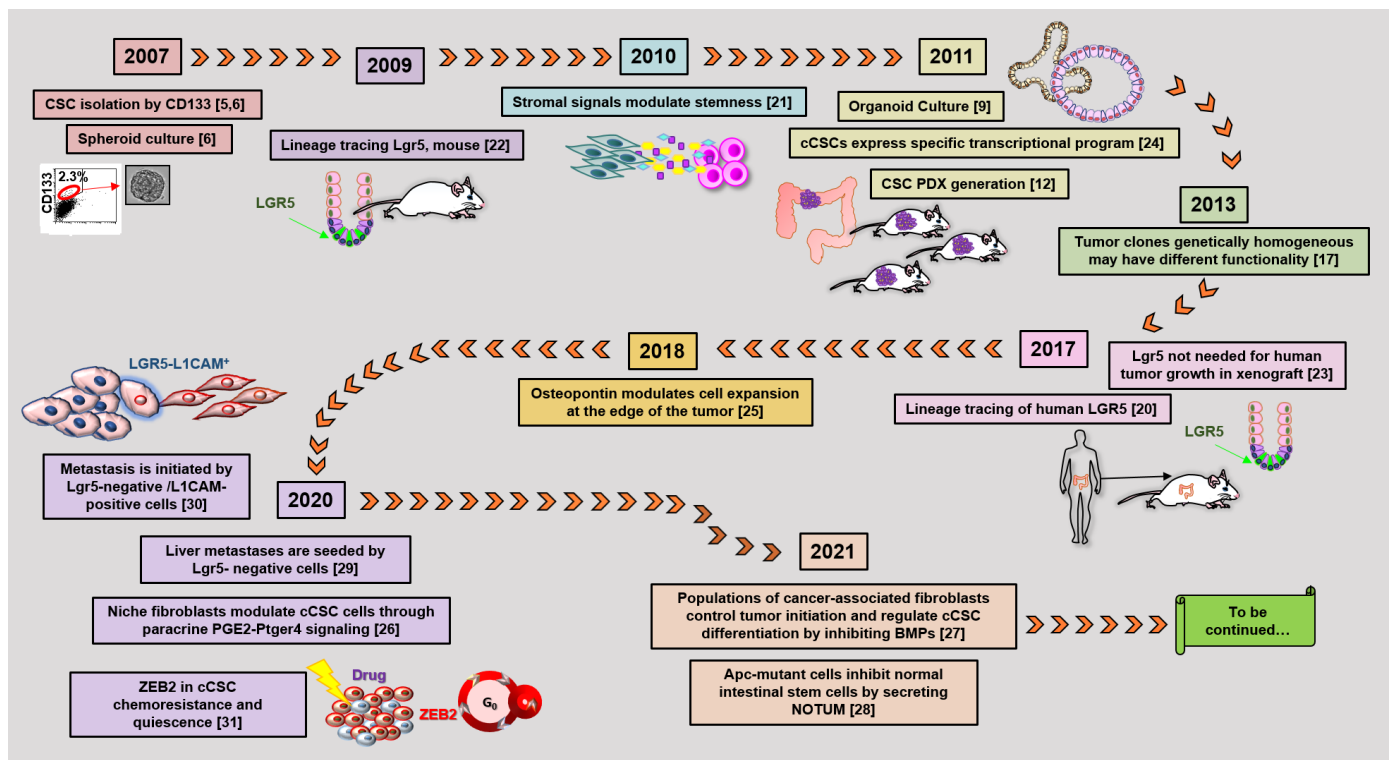 2007
CSC isolation by CD133 [5,6]
Spheroid culture [6]
CD133
2.3%
2009
Lineage tracing Lgr5, mouse [22]
LGR5
2010
Stromal signals modulate stemness [21]
2011
Organoid Culture [9]
cCSCs express specific transcriptional program [24]
CSC PDX generation [12]
2013
Tumor clones genetically homogeneous
may have different functionality [17]
2017
Lgr5 not needed for human
tumor growth in xenograft [23]
Lineage tracing of human LGR5 [20]
LGR5
2018
Osteopontin modulates cell expansion
at the edge of the tumor [25]
LGR5-L1CAM+
2020
Metastasis is initiated by
Lgr5-negative /L1CAM-
positive cells [30]
Liver metastases are seeded by
Lgr5- negative cells [29]
Niche fibroblasts modulate cCSC cells through
paracrine PGE2-Ptger4 signaling [26]
ZEB2 in cCSC
chemoresistance and
quiescence [31]
Drug
ZEB2
G0
2021
Populations of cancer-associated fibroblasts
control tumor initiation and regulate cCSC
differentiation by inhibiting BMPs [27]
Apc-mutant cells inhibit normal
intestinal stem cells by secreting
NOTUM [28]
To be
continued…